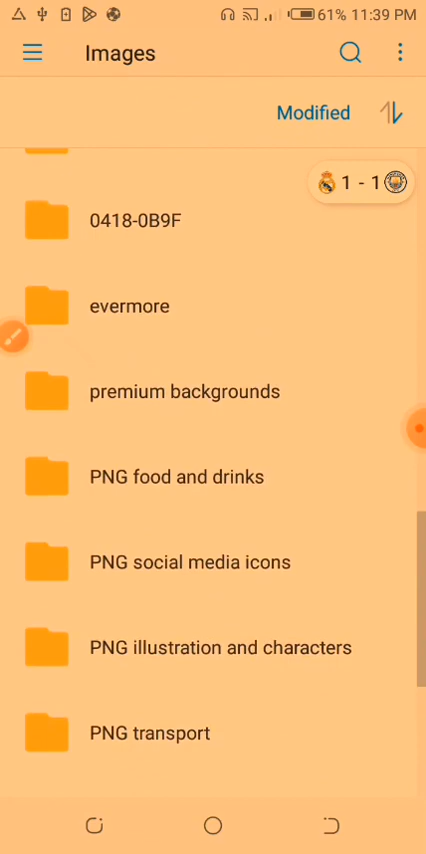 61% 11:39 PM
Images
Modified
1 - 1
0418-0B9F
evermore
premium backgrounds
PNG food and drinks
PNG social media icons
PNG illustration and characters
PNG transport